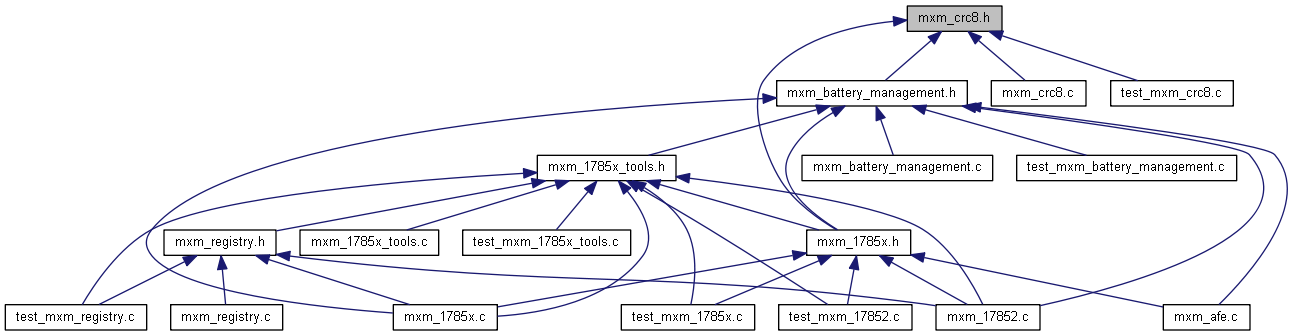 mxm_crc8.h
mxm_battery_management.h
mxm_crc8.c
test_mxm_crc8.c
mxm_1785x_tools.h
mxm_battery_management.c
test_mxm_battery_management.c
mxm_registry.h
mxm_1785x_tools.c
test_mxm_1785x_tools.c
mxm_1785x.h
test_mxm_registry.c
mxm_registry.c
mxm_1785x.c
test_mxm_1785x.c
test_mxm_17852.c
mxm_17852.c
mxm_afe.c